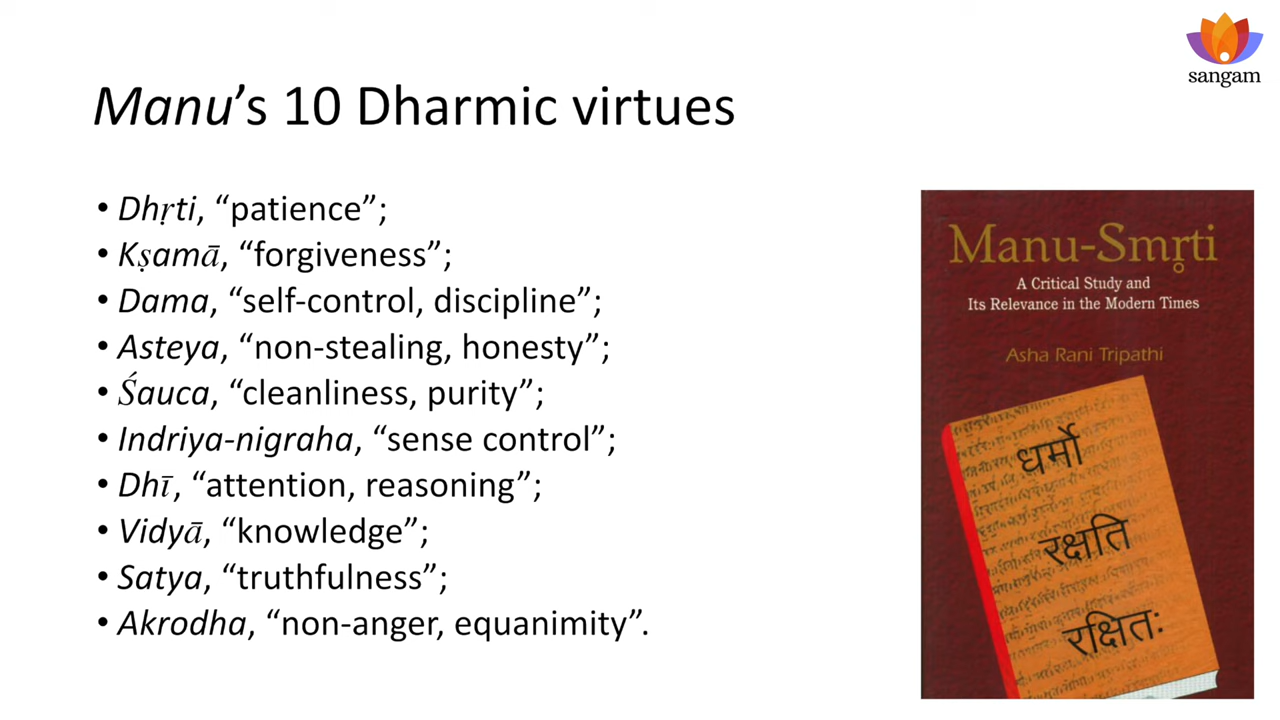 sangam
Manu’s 10 Dharmic virtues
• Dhṛti, “patience”;
• Kṣamā, “forgiveness”;
• Dama, “self-control, discipline”;
• Asteya, “non-stealing, honesty”;
• Śauca, “cleanliness, purity”;
• Indriya-nigraha, “sense control”;
• Dhī, “attention, reasoning”;
• Vidyā, “knowledge”;
• Satya, “truthfulness”;
• Akrodha, “non-anger, equanimity”.
Manu-Smṛti
A Critical Study and
Its Relevance in the Modern Times
Asha Rani Tripathi
धर्मो
रक्षति
रक्षितः